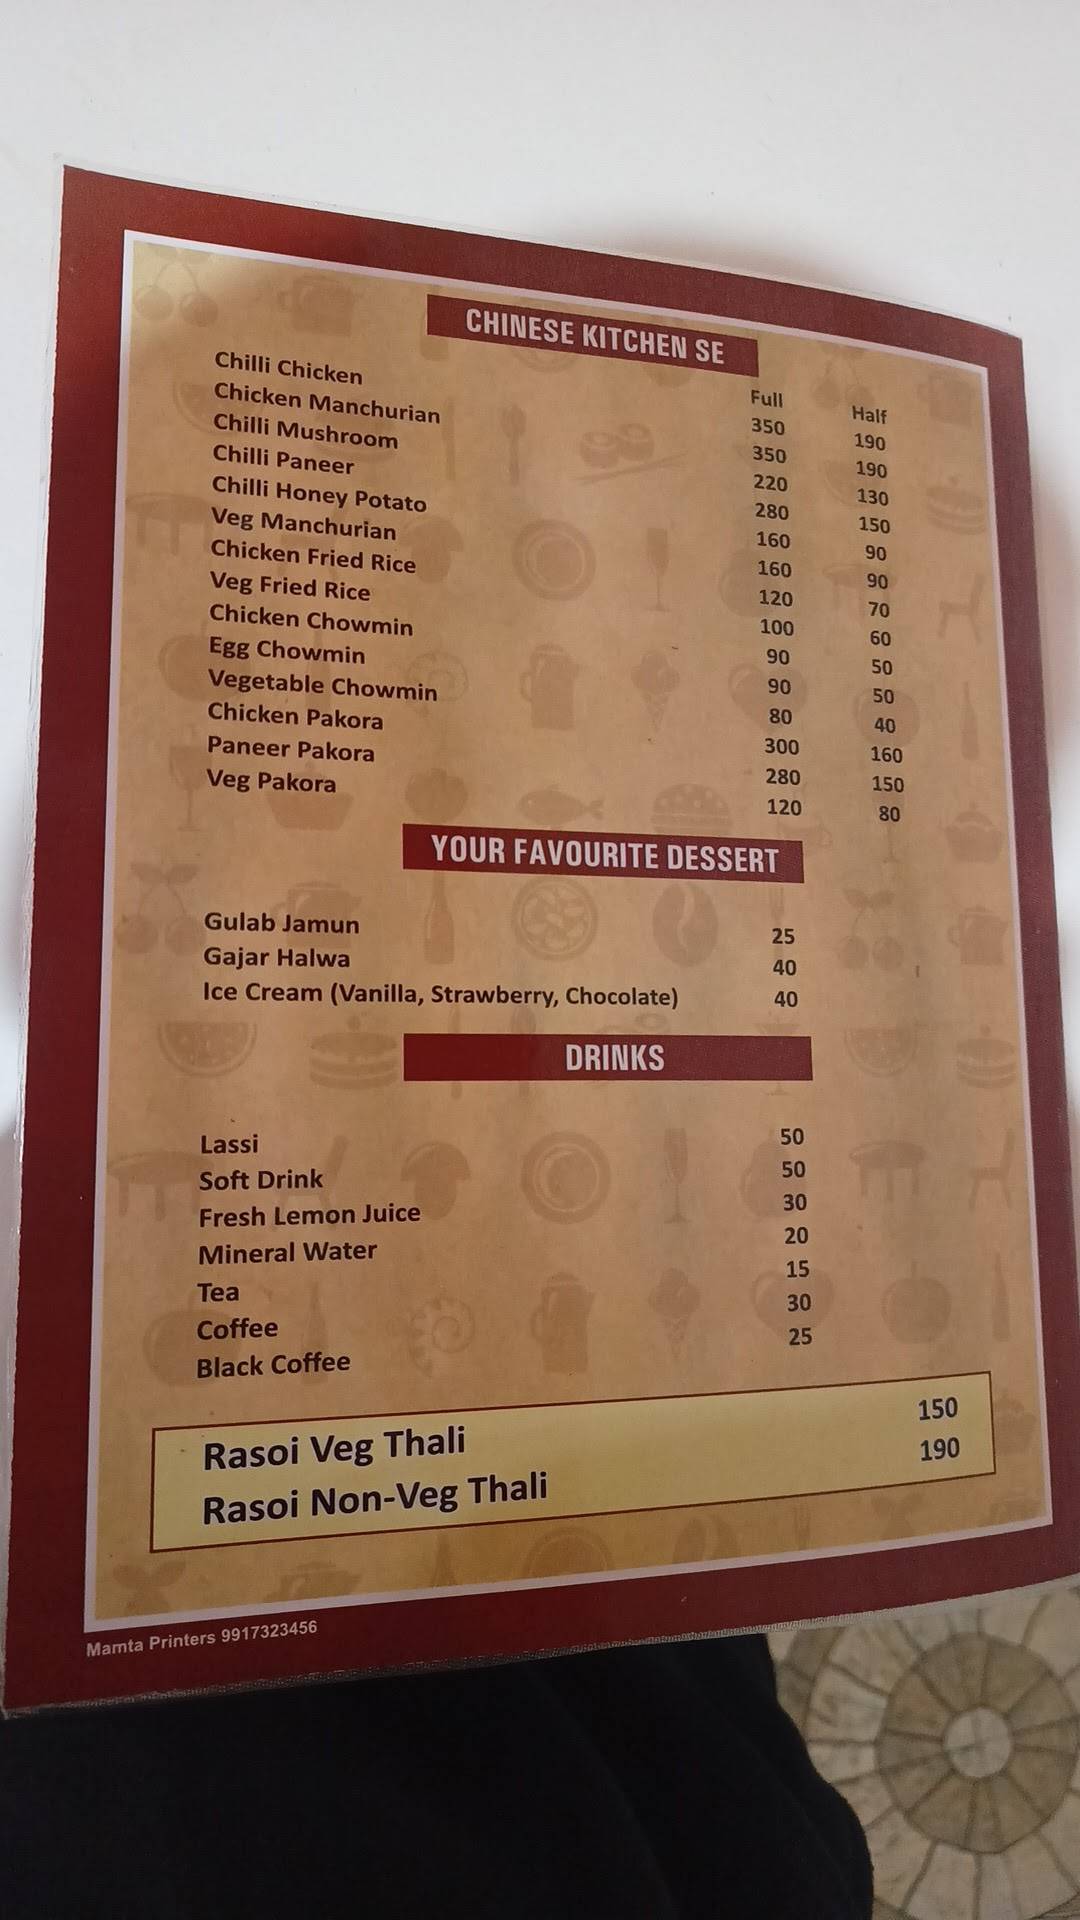 CHINESE KITCHEN SE
Full Half
Chilli Chicken 350 190
Chicken Manchurian 350 190
Chilli Mushroom 220 130
Chilli Paneer 280 150
Chilli Honey Potato 160 90
Veg Manchurian 160 90
Chicken Fried Rice 120 70
Veg Fried Rice 100 60
Chicken Chowmin 90 50
Egg Chowmin 90 50
Vegetable Chowmin 80 40
Chicken Pakora 300 160
Paneer Pakora 280 150
Veg Pakora 120 80
YOUR FAVOURITE DESSERT
Gulab Jamun 25
Gajar Halwa 40
Ice Cream (Vanilla, Strawberry, Chocolate) 40
DRINKS
Lassi 50
Soft Drink 50
Fresh Lemon Juice 30
Mineral Water 20
Tea 15
Coffee 30
Black Coffee 25
Rasoi Veg Thali 150
Rasoi Non-Veg Thali 190
Mamta Printers 9917323456